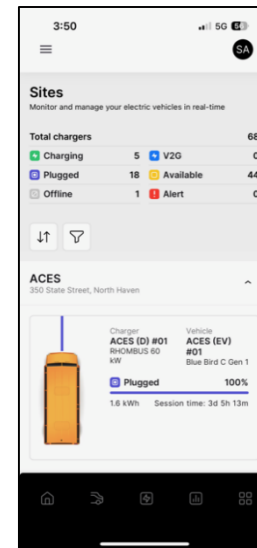 3:50
5G
SA
Sites
Monitor and manage your electric vehicles in real-time
Total chargers 68
Charging 5 V2G 0
Plugged 18 Available 44
Offline 1 Alert 0
ACES
350 State Street, North Haven
Charger Vehicle
ACES (D) #01 ACES (EV)
RHOMBUS 60 #01
kW Blue Bird C Gen 1
Plugged 100%
1.6 kWh Session time: 3d 5h 13m